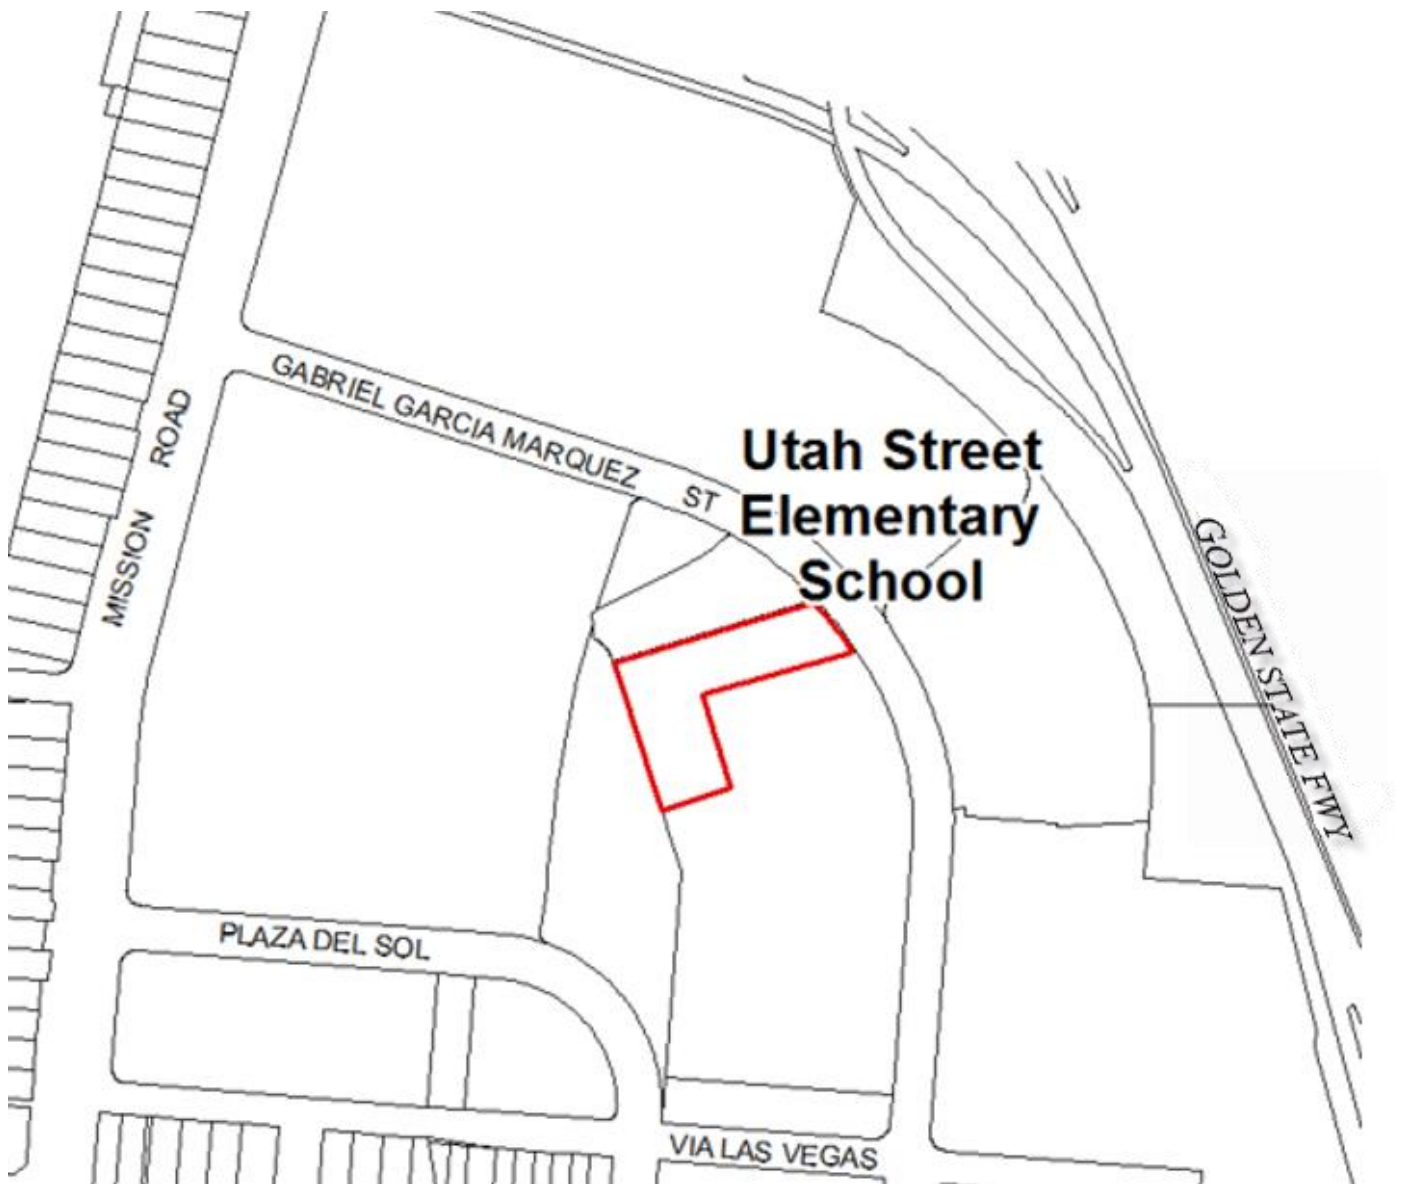 GABRIEL GARCIA MARQUEZ ST
Utah Street
Elementary
School
MISSION ROAD
GOLDEN STATE FWY
PLAZA DEL SOL
VIA LAS VEGAS